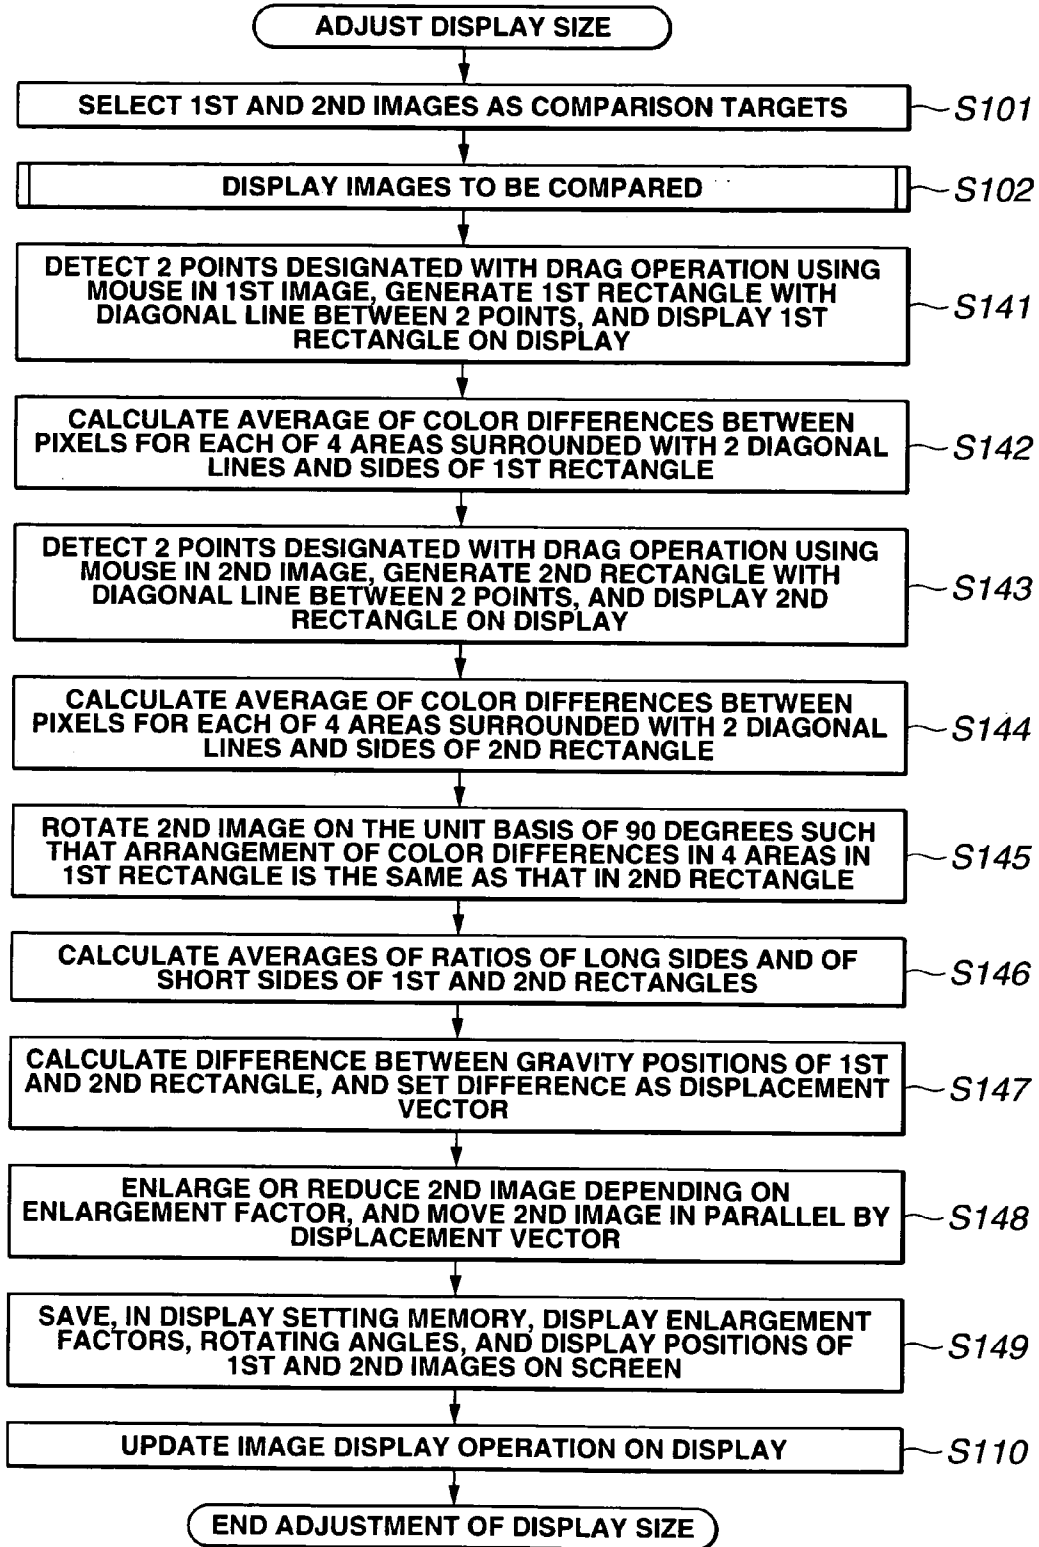 ADJUST DISPLAY SIZE
SELECT 1ST AND 2ND IMAGES AS COMPARISON TARGETS
S101
DISPLAY IMAGES TO BE COMPARED
S102
DETECT 2 POINTS DESIGNATED WITH DRAG OPERATION USING
MOUSE IN 1ST IMAGE, GENERATE 1ST RECTANGLE WITH
DIAGONAL LINE BETWEEN 2 POINTS, AND DISPLAY 1ST
RECTANGLE ON DISPLAY
S141
CALCULATE AVERAGE OF COLOR DIFFERENCES BETWEEN
PIXELS FOR EACH OF 4 AREAS SURROUNDED WITH 2 DIAGONAL
LINES AND SIDES OF 1ST RECTANGLE
S142
DETECT 2 POINTS DESIGNATED WITH DRAG OPERATION USING
MOUSE IN 2ND IMAGE, GENERATE 2ND RECTANGLE WITH
DIAGONAL LINE BETWEEN 2 POINTS, AND DISPLAY 2ND
RECTANGLE ON DISPLAY
S143
CALCULATE AVERAGE OF COLOR DIFFERENCES BETWEEN
PIXELS FOR EACH OF 4 AREAS SURROUNDED WITH 2 DIAGONAL
LINES AND SIDES OF 2ND RECTANGLE
S144
ROTATE 2ND IMAGE ON THE UNIT BASIS OF 90 DEGREES SUCH
THAT ARRANGEMENT OF COLOR DIFFERENCES IN 4 AREAS IN
1ST RECTANGLE IS THE SAME AS THAT IN 2ND RECTANGLE
S145
CALCULATE AVERAGES OF RATIOS OF LONG SIDES AND OF
SHORT SIDES OF 1ST AND 2ND RECTANGLES
S146
CALCULATE DIFFERENCE BETWEEN GRAVITY POSITIONS OF 1ST
AND 2ND RECTANGLE, AND SET DIFFERENCE AS DISPLACEMENT
VECTOR
S147
ENLARGE OR REDUCE 2ND IMAGE DEPENDING ON
ENLARGEMENT FACTOR, AND MOVE 2ND IMAGE IN PARALLEL BY
DISPLACEMENT VECTOR
S148
SAVE, IN DISPLAY SETTING MEMORY, DISPLAY ENLARGEMENT
FACTORS, ROTATING ANGLES, AND DISPLAY POSITIONS OF
1ST AND 2ND IMAGES ON SCREEN
S149
UPDATE IMAGE DISPLAY OPERATION ON DISPLAY
S110
END ADJUSTMENT OF DISPLAY SIZE